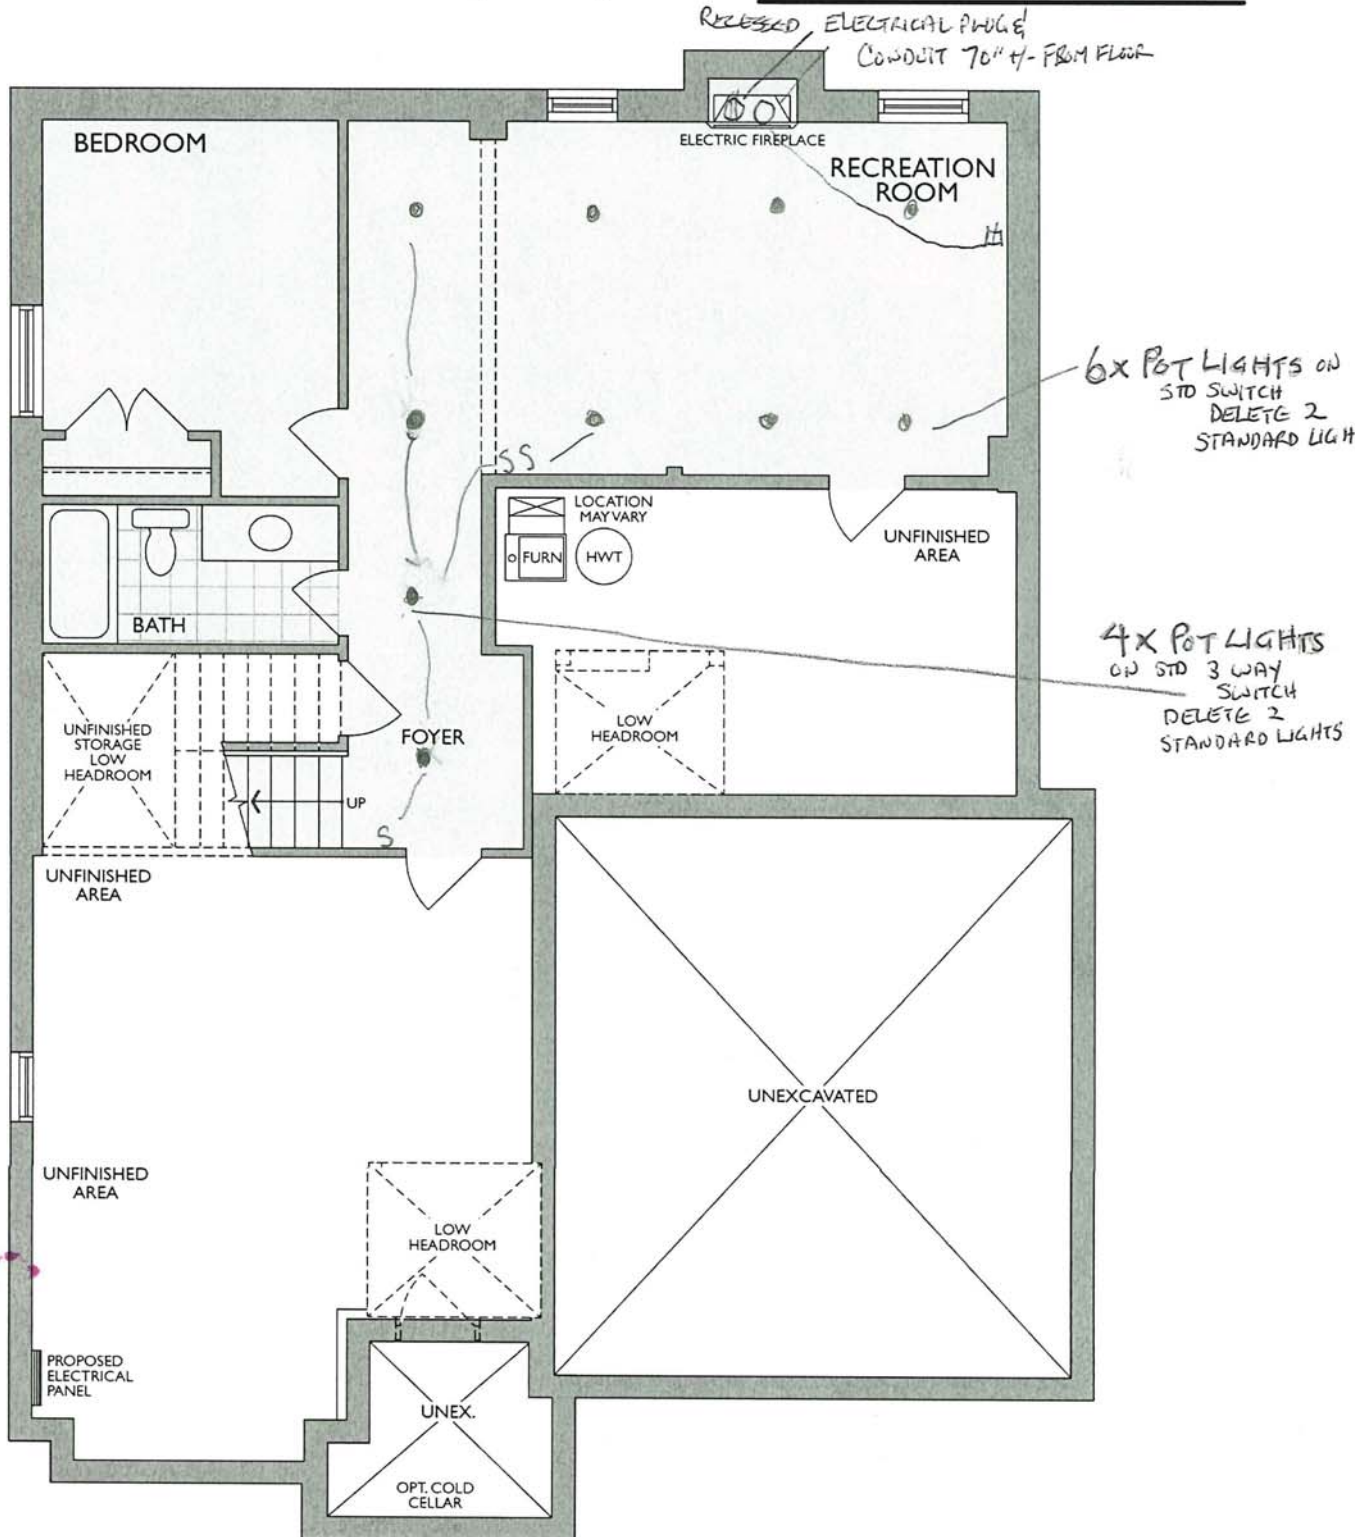 RECESSED ELECTRICAL PLUG &
CONDUIT 70" +/- FROM FLOOR
ELECTRIC FIREPLACE
BEDROOM
RECREATION
ROOM
6x POT LIGHTS ON
STD SWITCH
DELETE 2
STANDARD LIGH
S S
LOCATION
MAY VARY
FURN
HWT
UNFINISHED
AREA
BATH
4x POT LIGHTS
ON STD 3 WAY
SWITCH
DELETE 2
STANDARD LIGHTS
UNFINISHED
STORAGE
LOW
HEADROOM
FOYER
LOW
HEADROOM
UP
S
UNFINISHED
AREA
UNEXCAVATED
UNFINISHED
AREA
LOW
HEADROOM
PROPOSED
ELECTRICAL
PANEL
UNEX.
OPT. COLD
CELLAR